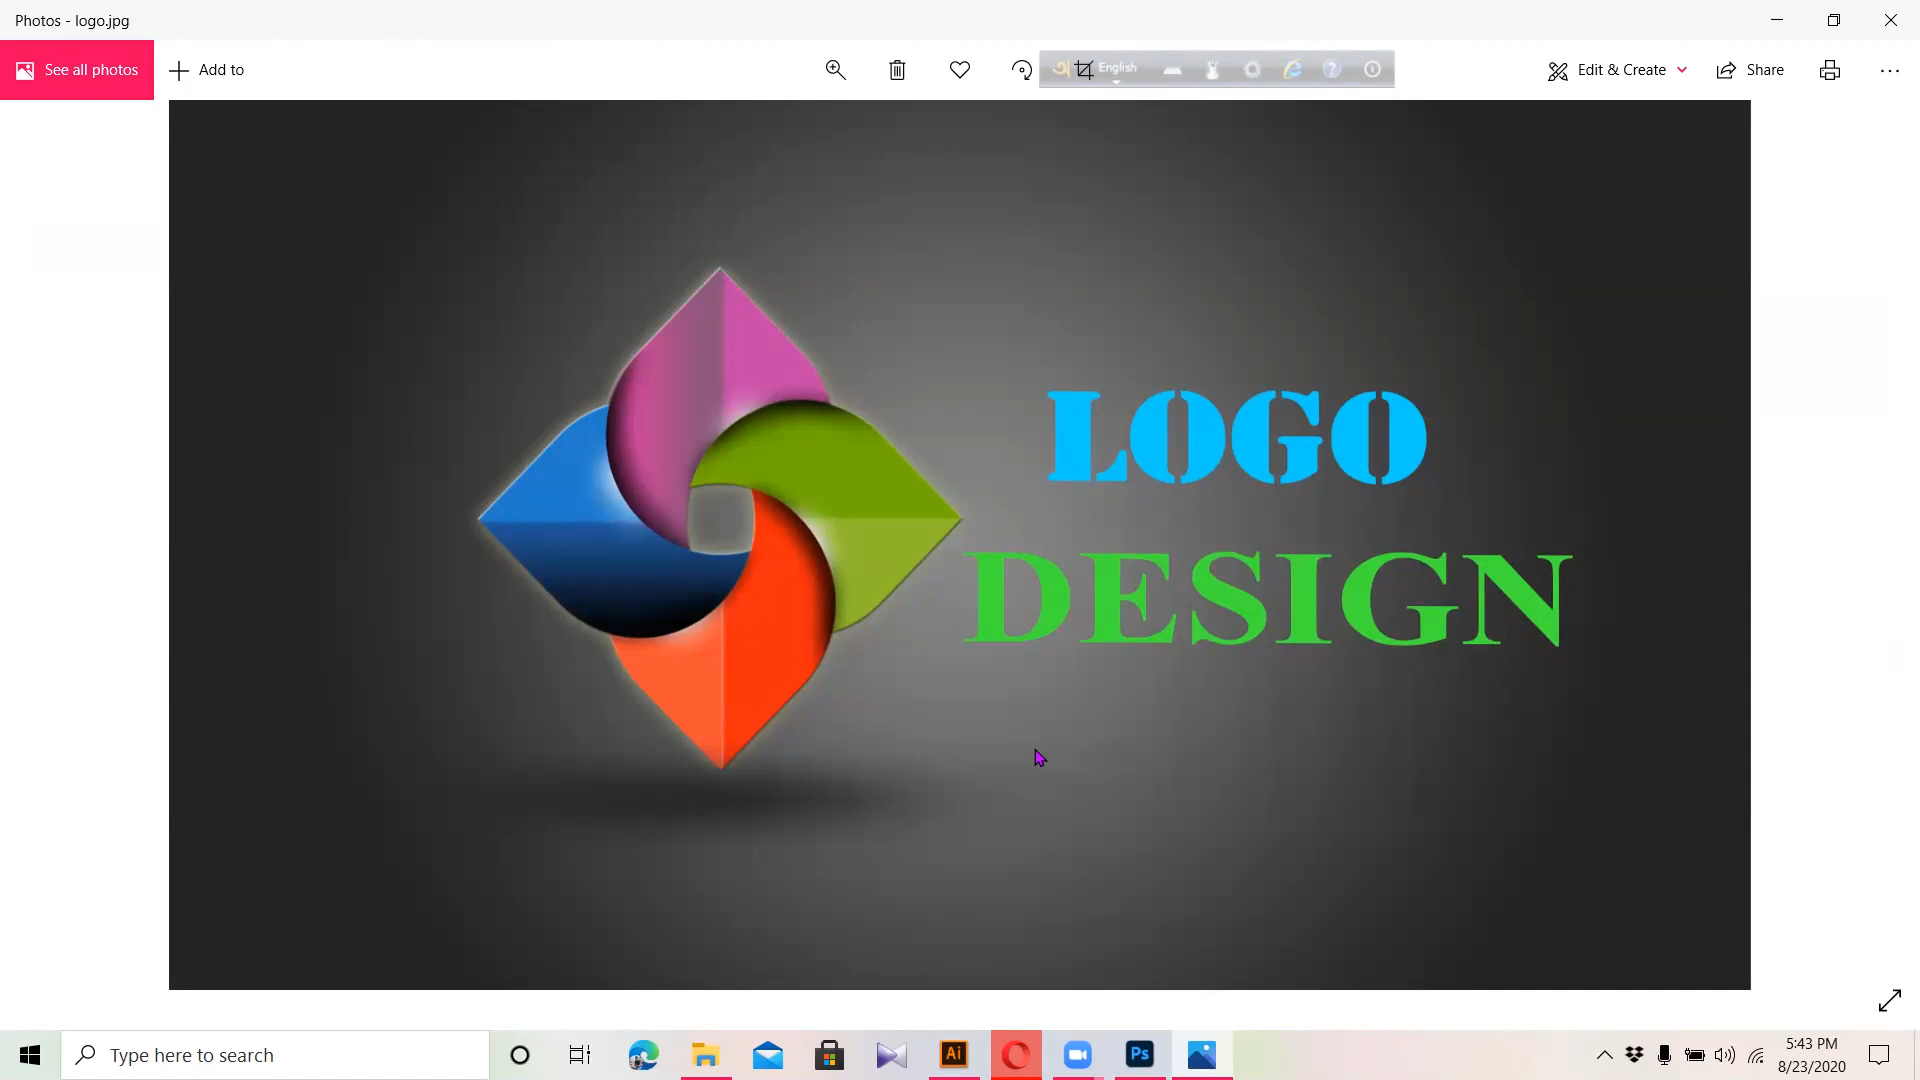 Photos - logo.jpg
See all photos
Add to
English
Edit & Create
Share
LOGO
DESIGN
Type here to search
Ai
Ps
5:43 PM
8/23/2020